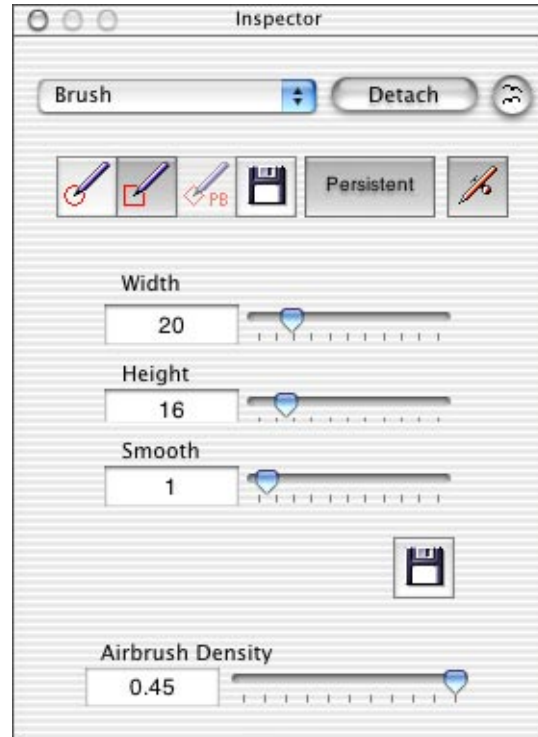 Inspector
Brush
Detach
PB
Persistent
Width
20
Height
16
Smooth
1
Airbrush Density
0.45